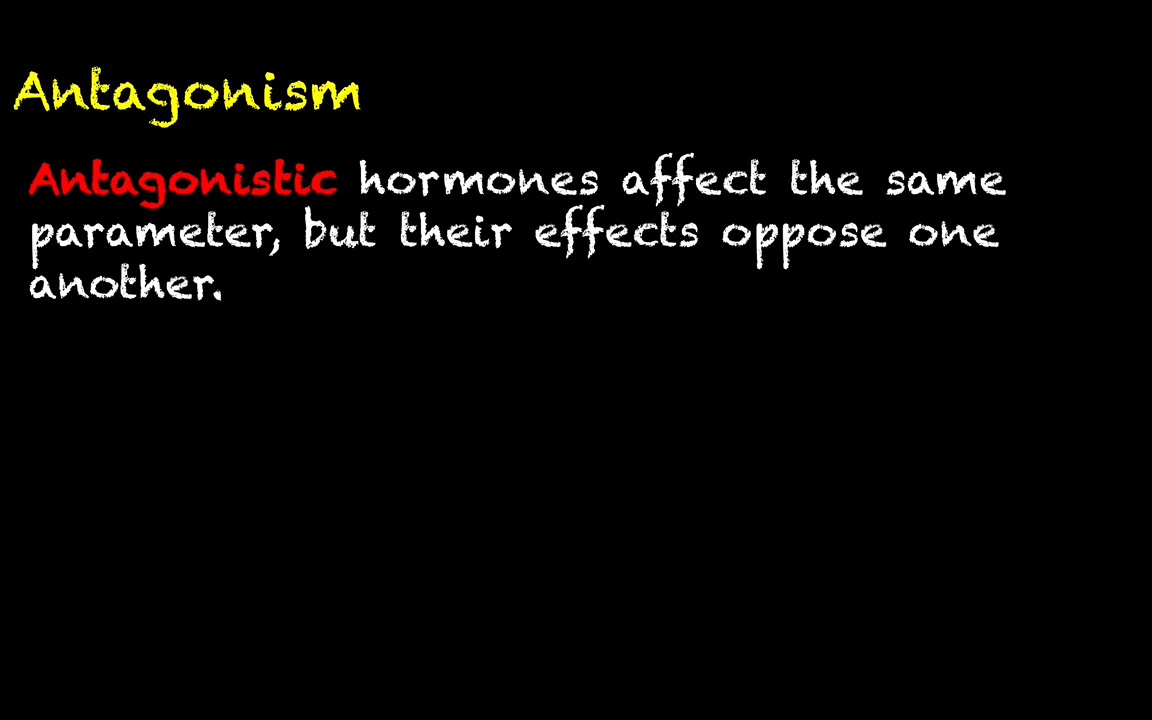 Antagonism
Antagonistic hormones affect the same
parameter, but their effects oppose one
another.